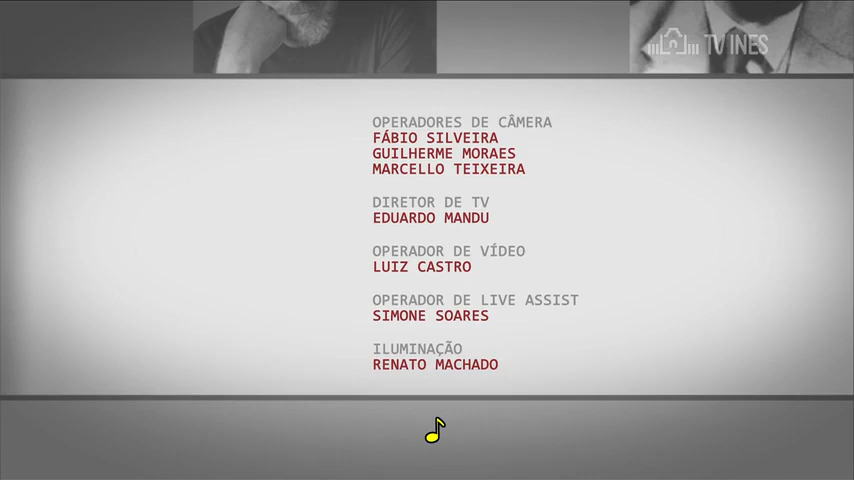 TV INES
OPERADORES DE CÂMERA
FÁBIO SILVEIRA
GUILHERME MORAES
MARCELLO TEIXEIRA
DIRETOR DE TV
EDUARDO MANDU
OPERADOR DE VÍDEO
LUIZ CASTRO
OPERADOR DE LIVE ASSIST
SIMONE SOARES
ILUMINAÇÃO
RENATO MACHADO